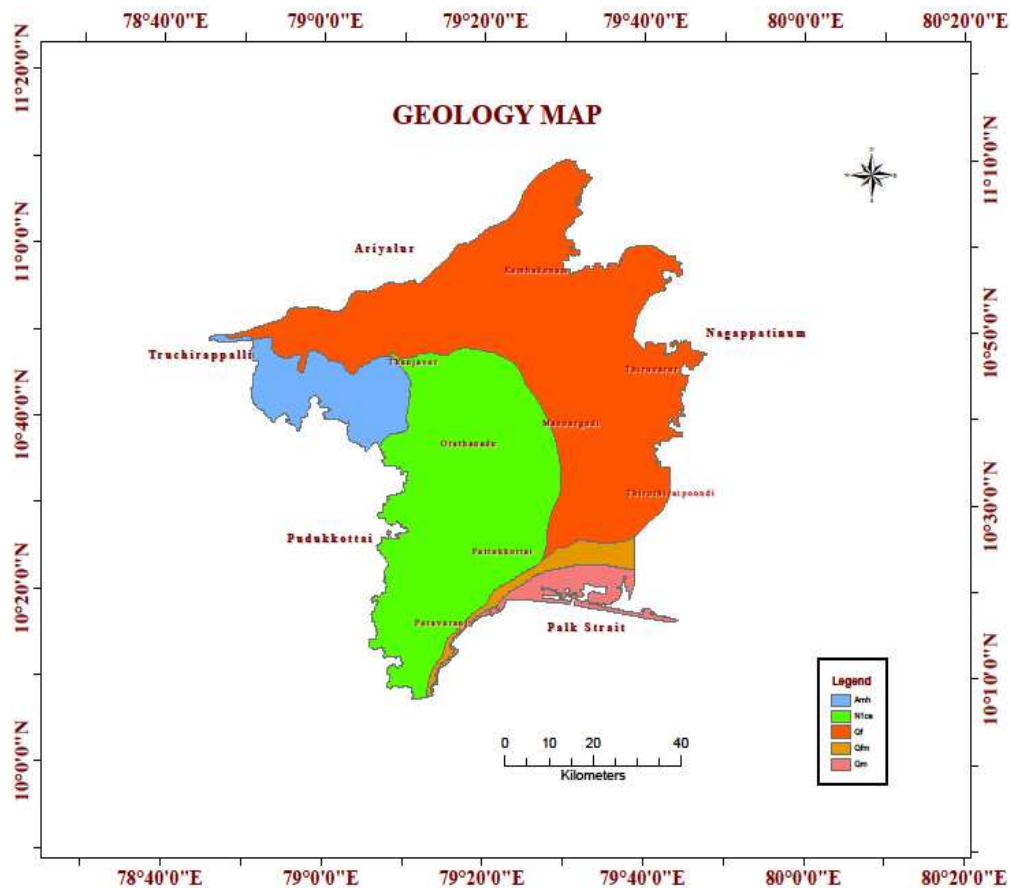 78°40'0"E 79°0'0"E 79°20'0"E 79°40'0"E 80°0'0"E 80°20'0"E
11°20'0"N
11°0'0"N
10°40'0"N
10°20'0"N
10°0'0"N
GEOLOGY MAP
Ariyalur
Kumbakonam
Nagappatinum
Truchirappalli
Thanjavur
Thiruvarur
Mannargudi
Orathanadu
Thiruthiraipoondi
Pudukkottai
Pattukkottai
Peravurani
Palk Strait
Legend
Amh
N1ca
Qf
Qfm
Qm
0 10 20 40
Kilometers
11°10'0"N
10°50'0"N
10°30'0"N
10°10'0"N
78°40'0"E 79°0'0"E 79°20'0"E 79°40'0"E 80°0'0"E 80°20'0"E